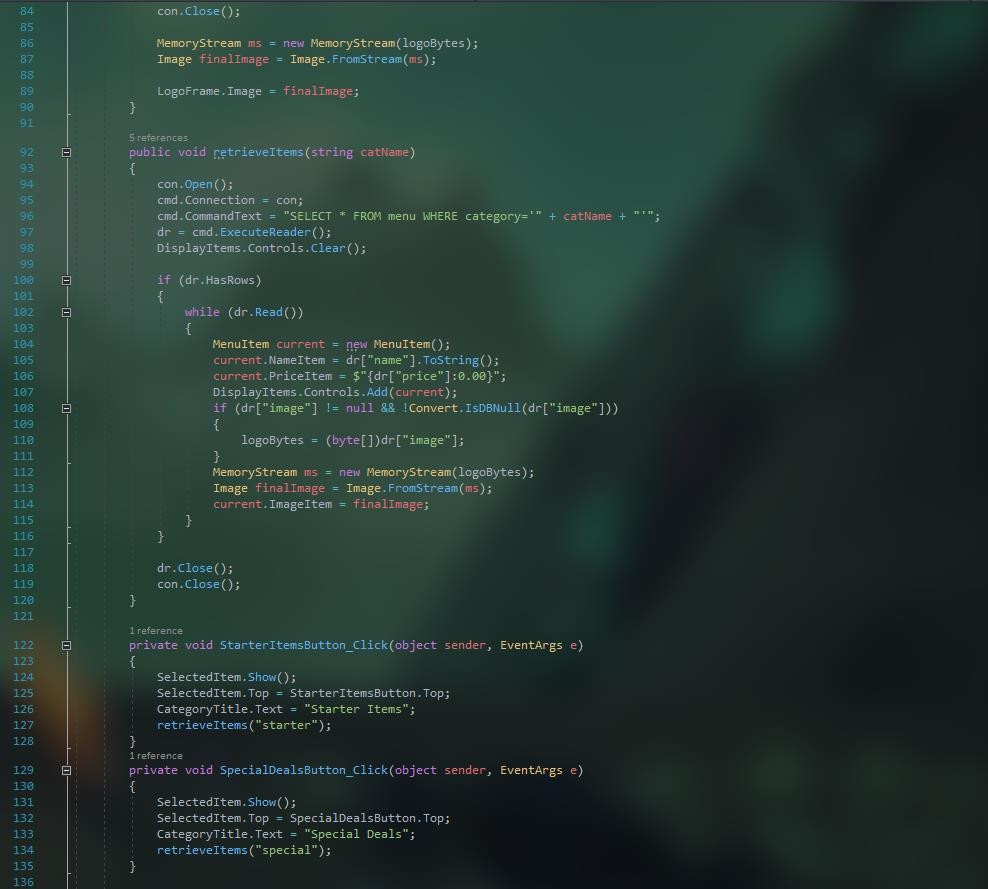 84 con.Close();
85
86 MemoryStream ms = new MemoryStream(logoBytes);
87 Image finalImage = Image.FromStream(ms);
88
89 LogoFrame.Image = finalImage;
90 }
91
5 references
92 public void retrieveItems(string catName)
93 {
94 con.Open();
95 cmd.Connection = con;
96 cmd.CommandText = "SELECT * FROM menu WHERE category='" + catName + "'";
97 dr = cmd.ExecuteReader();
98 DisplayItems.Controls.Clear();
99
100 if (dr.HasRows)
101 {
102 while (dr.Read())
103 {
104 MenuItem current = new MenuItem();
105 current.NameItem = dr["name"].ToString();
106 current.PriceItem = $"{dr["price"]:0.00}";
107 DisplayItems.Controls.Add(current);
108 if (dr["image"] != null && !Convert.IsDBNull(dr["image"]))
109 {
110 logoBytes = (byte[])dr["image"];
111 }
112 MemoryStream ms = new MemoryStream(logoBytes);
113 Image finalImage = Image.FromStream(ms);
114 current.ImageItem = finalImage;
115 }
116 }
117
118 dr.Close();
119 con.Close();
120 }
121
1 reference
122 private void StarterItemsButton_Click(object sender, EventArgs e)
123 {
124 SelectedItem.Show();
125 SelectedItem.Top = StarterItemsButton.Top;
126 CategoryTitle.Text = "Starter Items";
127 retrieveItems("starter");
128 }
1 reference
129 private void SpecialDealsButton_Click(object sender, EventArgs e)
130 {
131 SelectedItem.Show();
132 SelectedItem.Top = SpecialDealsButton.Top;
133 CategoryTitle.Text = "Special Deals";
134 retrieveItems("special");
135 }
136